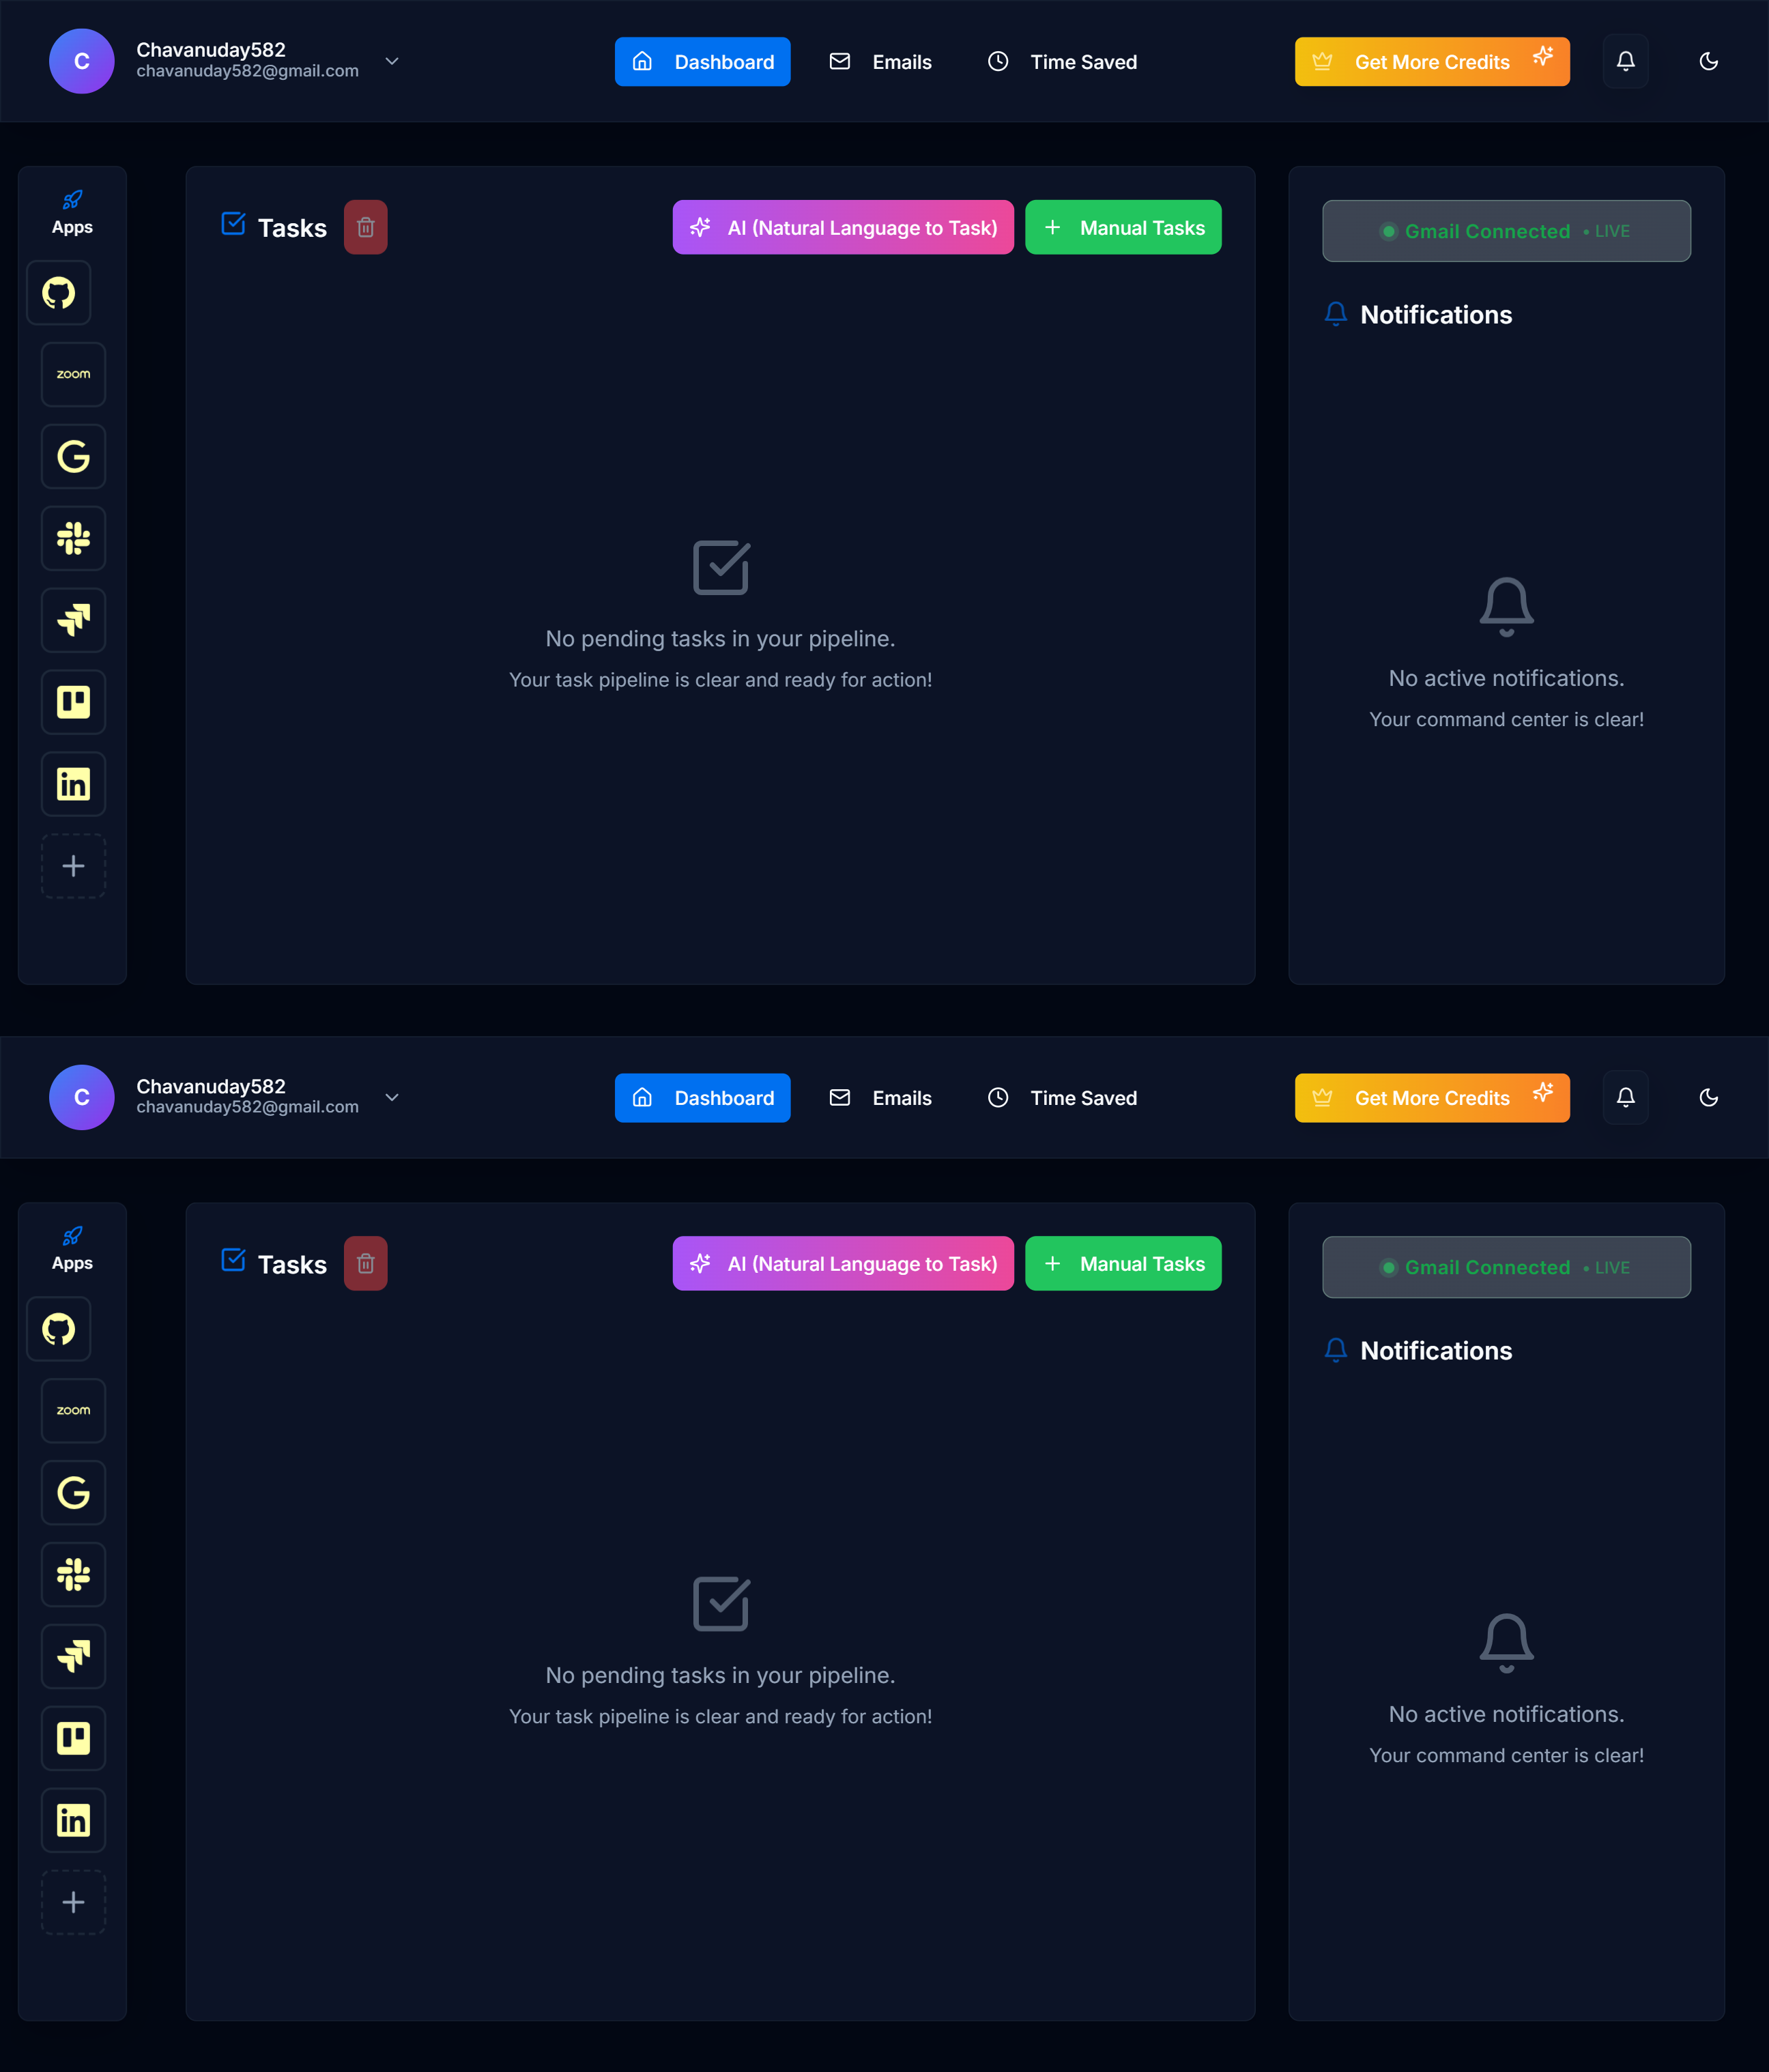 C
Chavanuday582
chavanuday582@gmail.com
Dashboard
Emails
Time Saved
Get More Credits
Apps
zoom
G
in
Tasks
AI (Natural Language to Task)
Manual Tasks
No pending tasks in your pipeline.
Your task pipeline is clear and ready for action!
Gmail Connected • LIVE
Notifications
No active notifications.
Your command center is clear!
C
Chavanuday582
chavanuday582@gmail.com
Dashboard
Emails
Time Saved
Get More Credits
Apps
zoom
G
in
Tasks
AI (Natural Language to Task)
Manual Tasks
No pending tasks in your pipeline.
Your task pipeline is clear and ready for action!
Gmail Connected • LIVE
Notifications
No active notifications.
Your command center is clear!